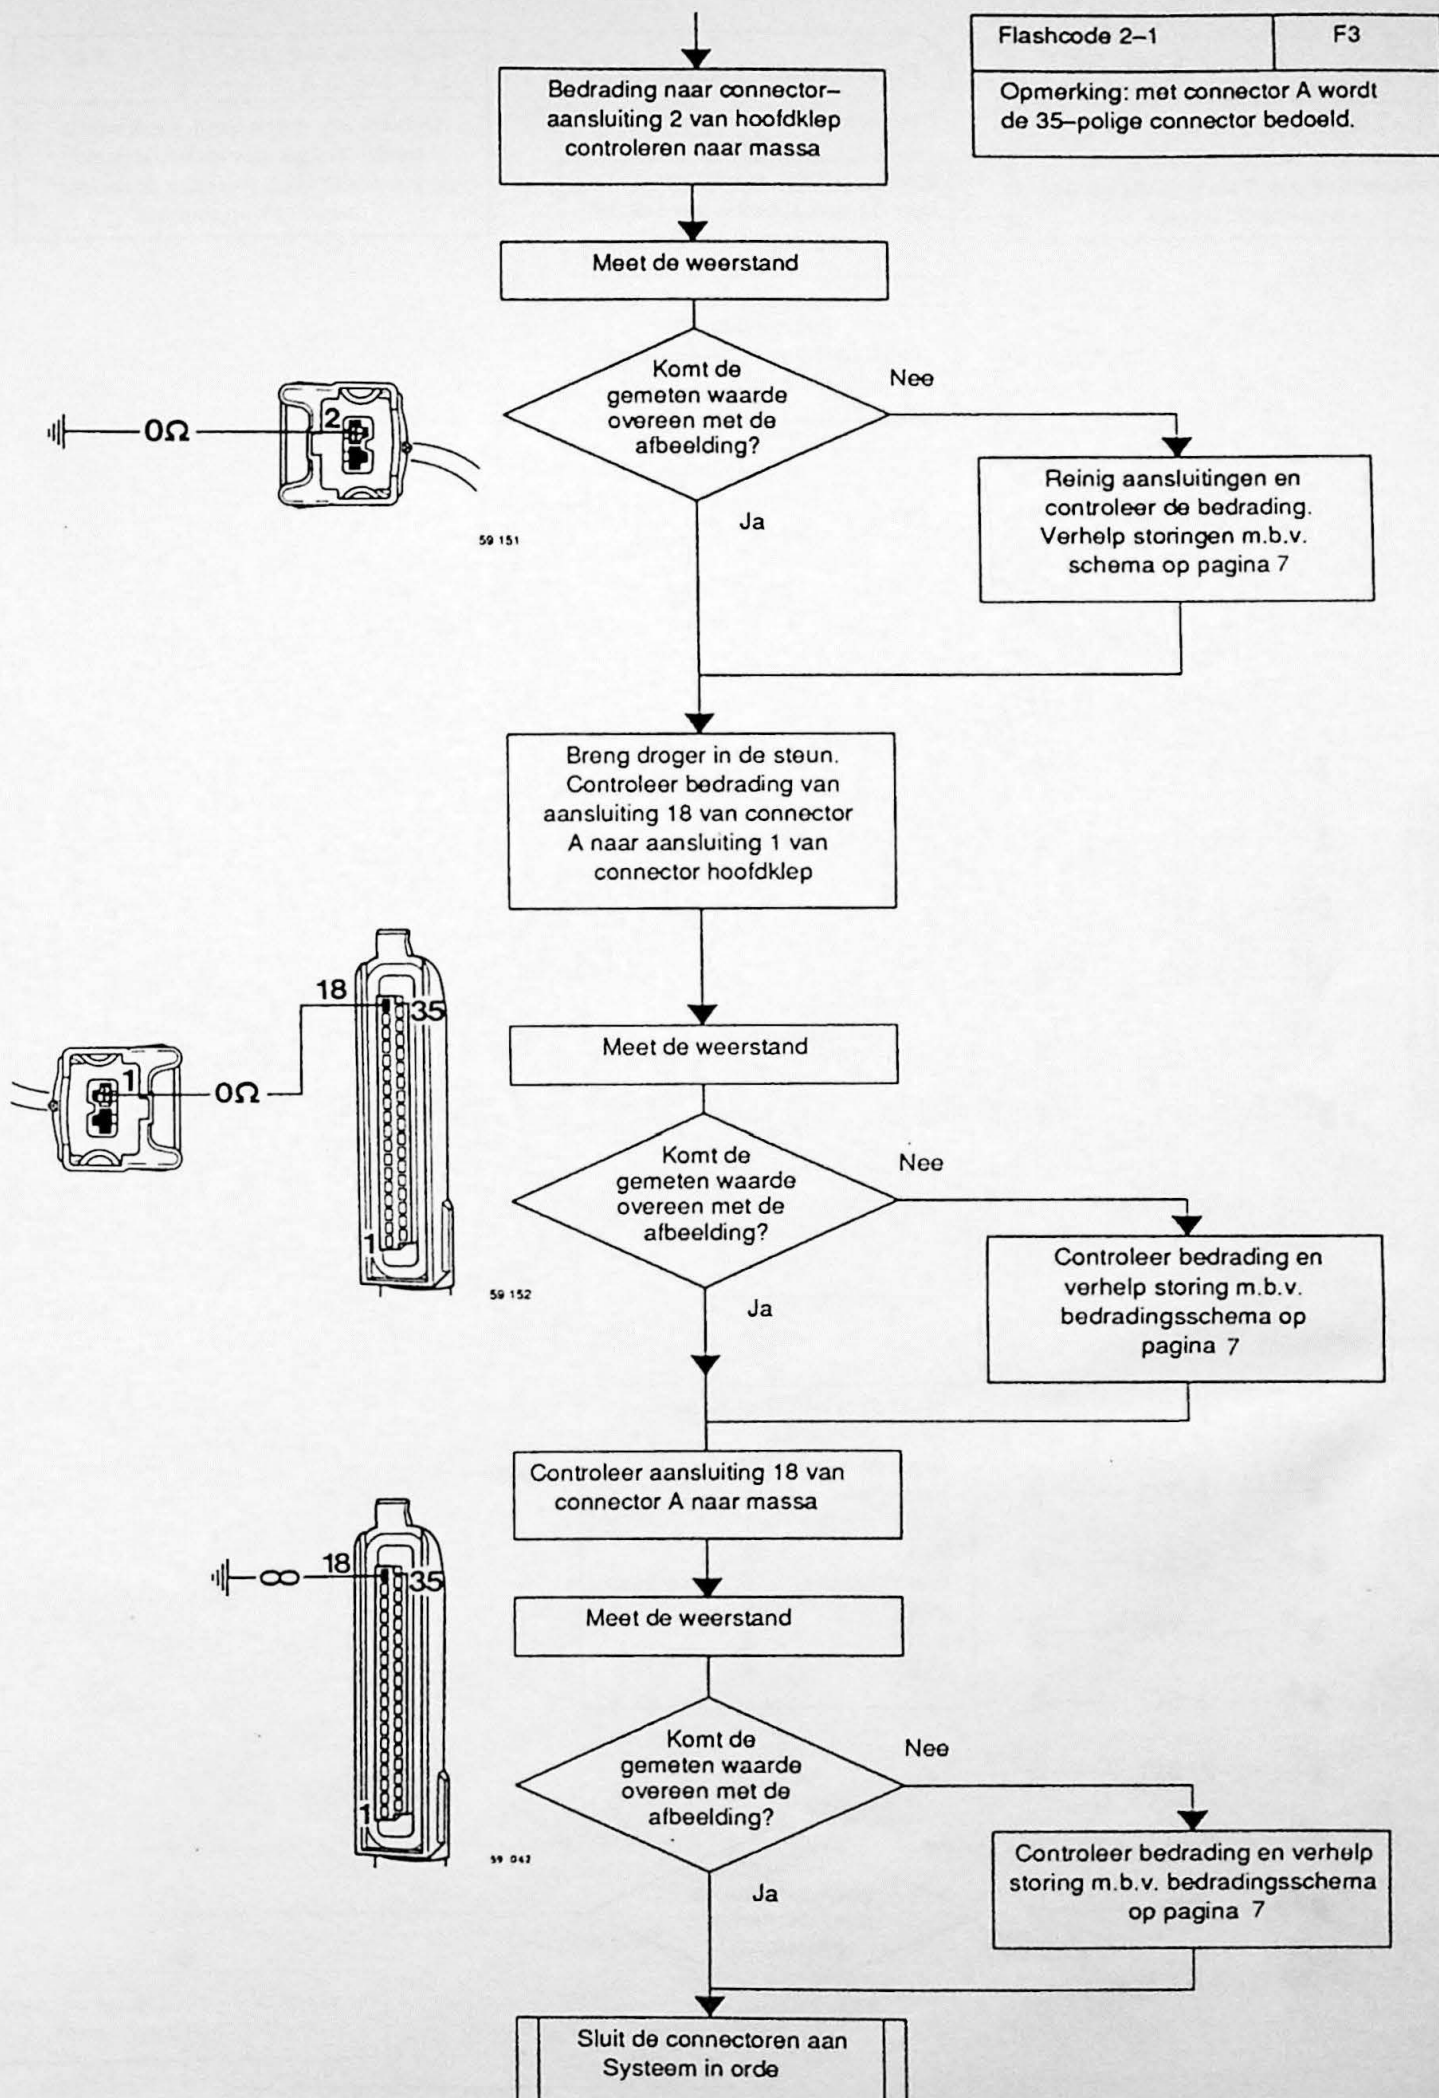 Flashcode 2–1 F3
Opmerking: met connector A wordt
de 35–polige connector bedoeld.
Bedrading naar connector–
aansluiting 2 van hoofdklep
controleren naar massa
Meet de weerstand
Komt de
gemeten waarde
overeen met de
afbeelding?
Nee
Ja
0Ω
2
59 151
Reinig aansluitingen en
controleer de bedrading.
Verhelp storingen m.b.v.
schema op pagina 7
Breng droger in de steun.
Controleer bedrading van
aansluiting 18 van connector
A naar aansluiting 1 van
connector hoofdklep
18
35
1
0Ω
1
59 152
Meet de weerstand
Komt de
gemeten waarde
overeen met de
afbeelding?
Nee
Ja
Controleer bedrading en
verhelp storing m.b.v.
bedradingsschema op
pagina 7
Controleer aansluiting 18 van
connector A naar massa
∞
18
35
1
59 042
Meet de weerstand
Komt de
gemeten waarde
overeen met de
afbeelding?
Nee
Ja
Controleer bedrading en verhelp
storing m.b.v. bedradingsschema
op pagina 7
Sluit de connectoren aan
Systeem in orde